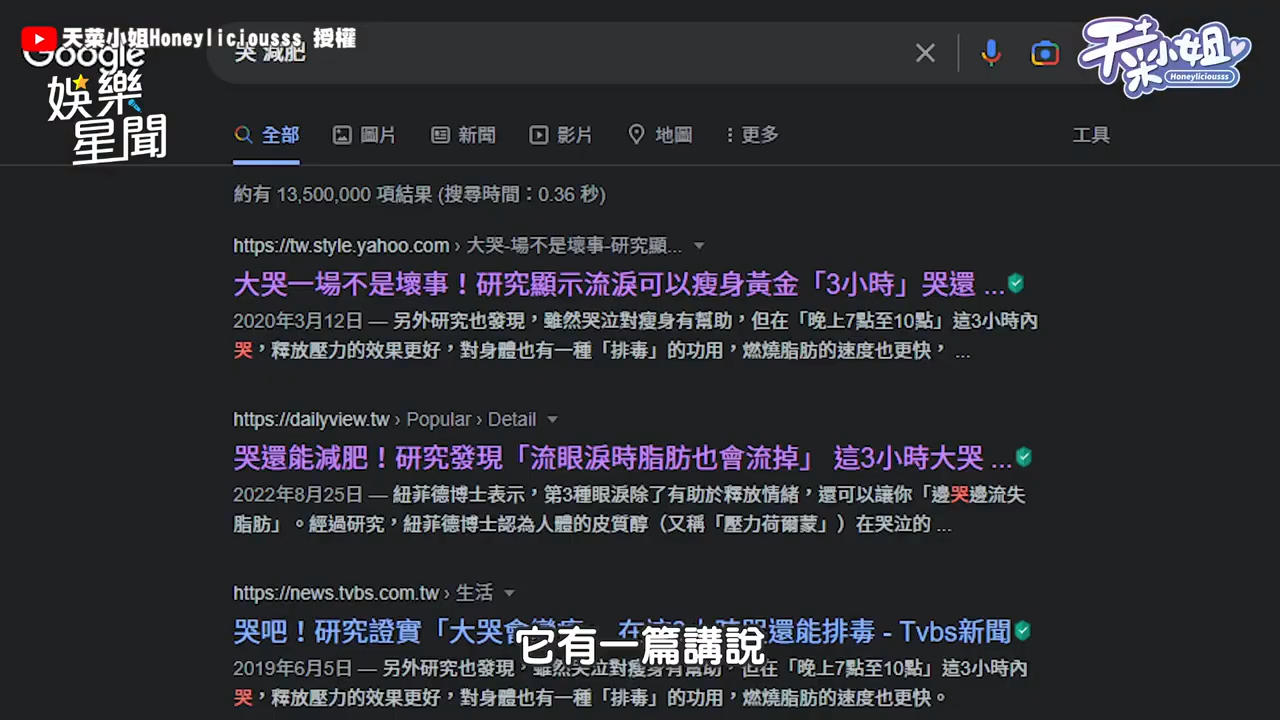 天菜小姐Honeyliciousss 授權
Google
哭 減肥
天菜小姐
Honeyliciousss
娛樂星聞
全部 圖片 新聞 影片 地圖 更多 工具
約有 13,500,000 項結果 (搜尋時間：0.36 秒)
https://tw.style.yahoo.com › 大哭-場不是壞事-研究顯...
大哭一場不是壞事！研究顯示流淚可以瘦身黃金「3小時」哭還 ...
2020年3月12日 — 另外研究也發現，雖然哭泣對瘦身有幫助，但在「晚上7點至10點」這3小時內
哭，釋放壓力的效果更好，對身體也有一種「排毒」的功用，燃燒脂肪的速度也更快， ...
https://dailyview.tw › Popular › Detail
哭還能減肥！研究發現「流眼淚時脂肪也會流掉」 這3小時大哭 ...
2022年8月25日 — 紐菲德博士表示，第3種眼淚除了有助於釋放情緒，還可以讓你「邊哭邊流失
脂肪」。經過研究，紐菲德博士認為人體的皮質醇（又稱「壓力荷爾蒙」）在哭泣的 ...
https://news.tvbs.com.tw › 生活
哭吧！研究證實「大哭會 在這 還能排毒 - Tvbs新聞
它有一篇講說
2019年6月5日 — 另外研究也發現，雖然哭泣對瘦身有幫助，但在「晚上7點至10點」這3小時內
哭，釋放壓力的效果更好，對身體也有一種「排毒」的功用，燃燒脂肪的速度也更快。